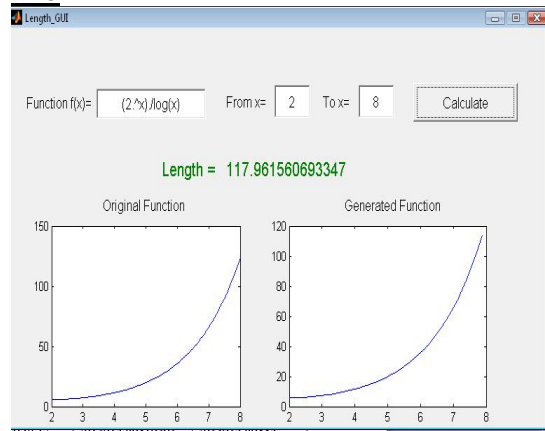 Length_GUI
Function f(x)= (2.^x)./log(x) From x= 2 To x= 8 Calculate
Length = 117.961560693347
Original Function
150
100
50
0
2 3 4 5 6 7 8
Generated Function
120
100
80
60
40
20
0
2 3 4 5 6 7 8